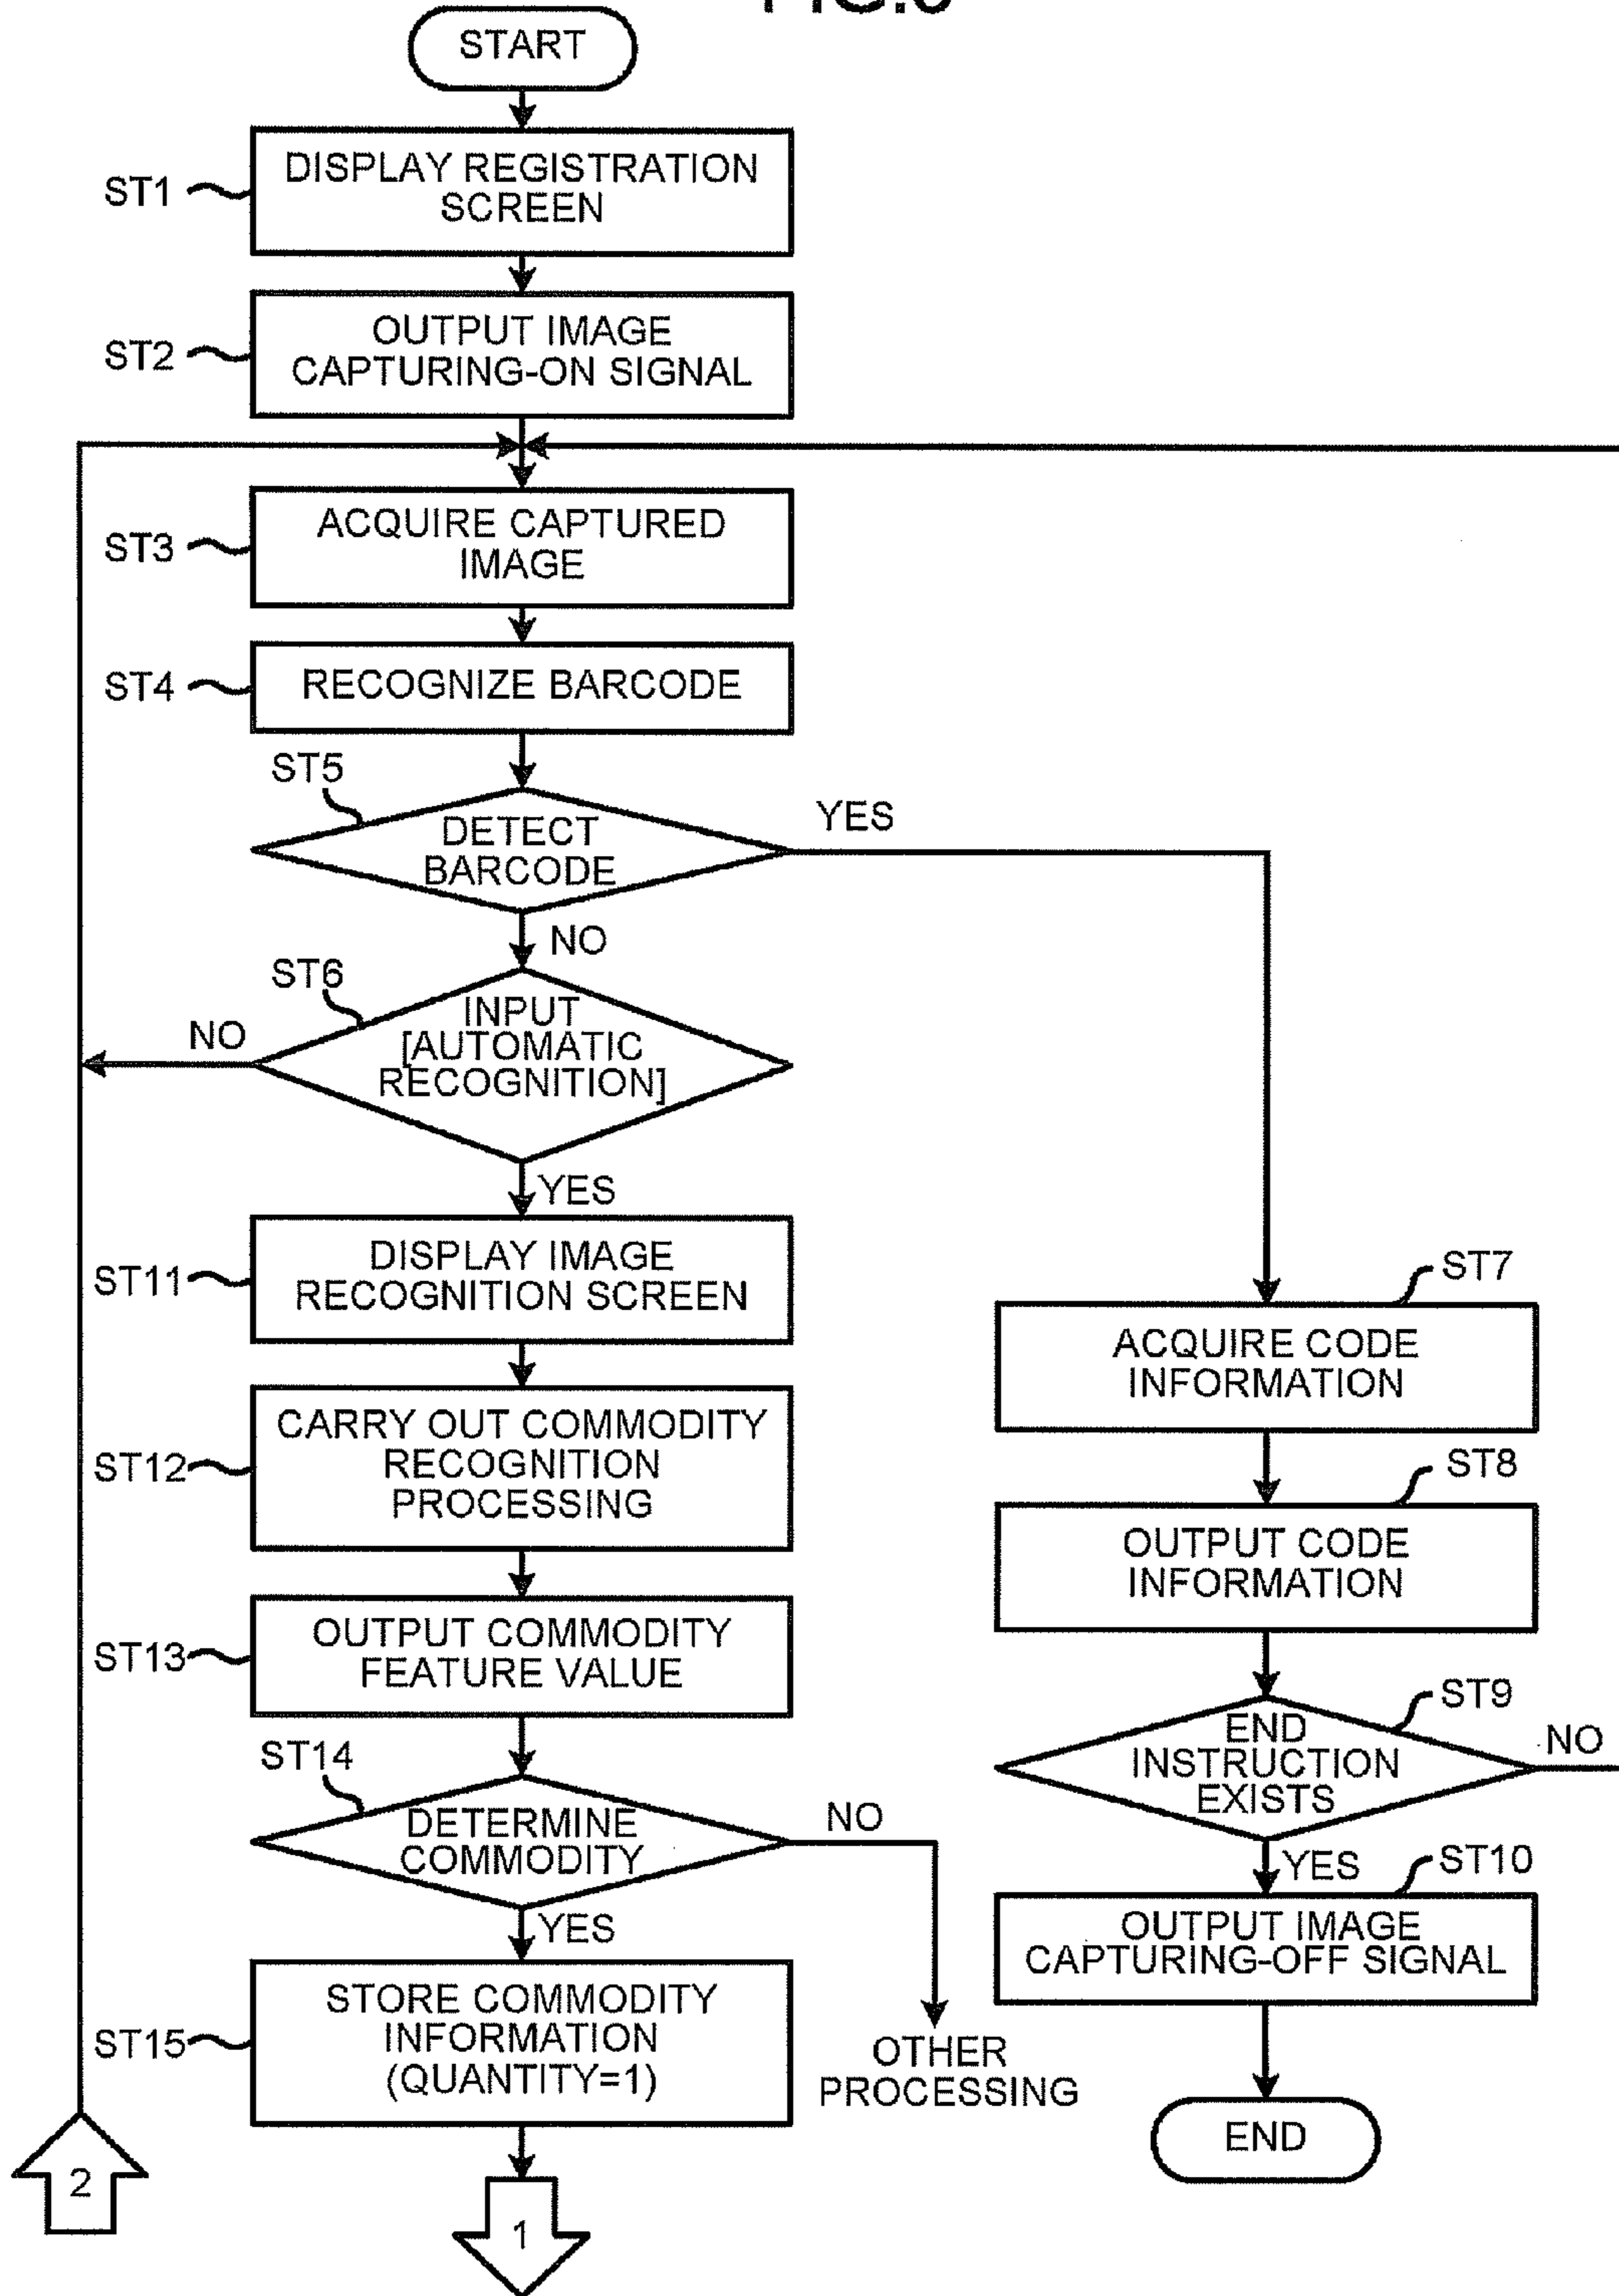 START
ST1
DISPLAY REGISTRATION
SCREEN
ST2
OUTPUT IMAGE
CAPTURING-ON SIGNAL
ST3
ACQUIRE CAPTURED
IMAGE
ST4
RECOGNIZE BARCODE
ST5
DETECT
BARCODE
YES
NO
ST6
INPUT
[AUTOMATIC
RECOGNITION]
NO
YES
ST11
DISPLAY IMAGE
RECOGNITION SCREEN
ST12
CARRY OUT COMMODITY
RECOGNITION
PROCESSING
ST13
OUTPUT COMMODITY
FEATURE VALUE
ST14
DETERMINE
COMMODITY
NO
YES
OTHER
PROCESSING
ST15
STORE COMMODITY
INFORMATION
(QUANTITY=1)
2
1
ST7
ACQUIRE CODE
INFORMATION
ST8
OUTPUT CODE
INFORMATION
ST9
END
INSTRUCTION
EXISTS
NO
YES
ST10
OUTPUT IMAGE
CAPTURING-OFF SIGNAL
END